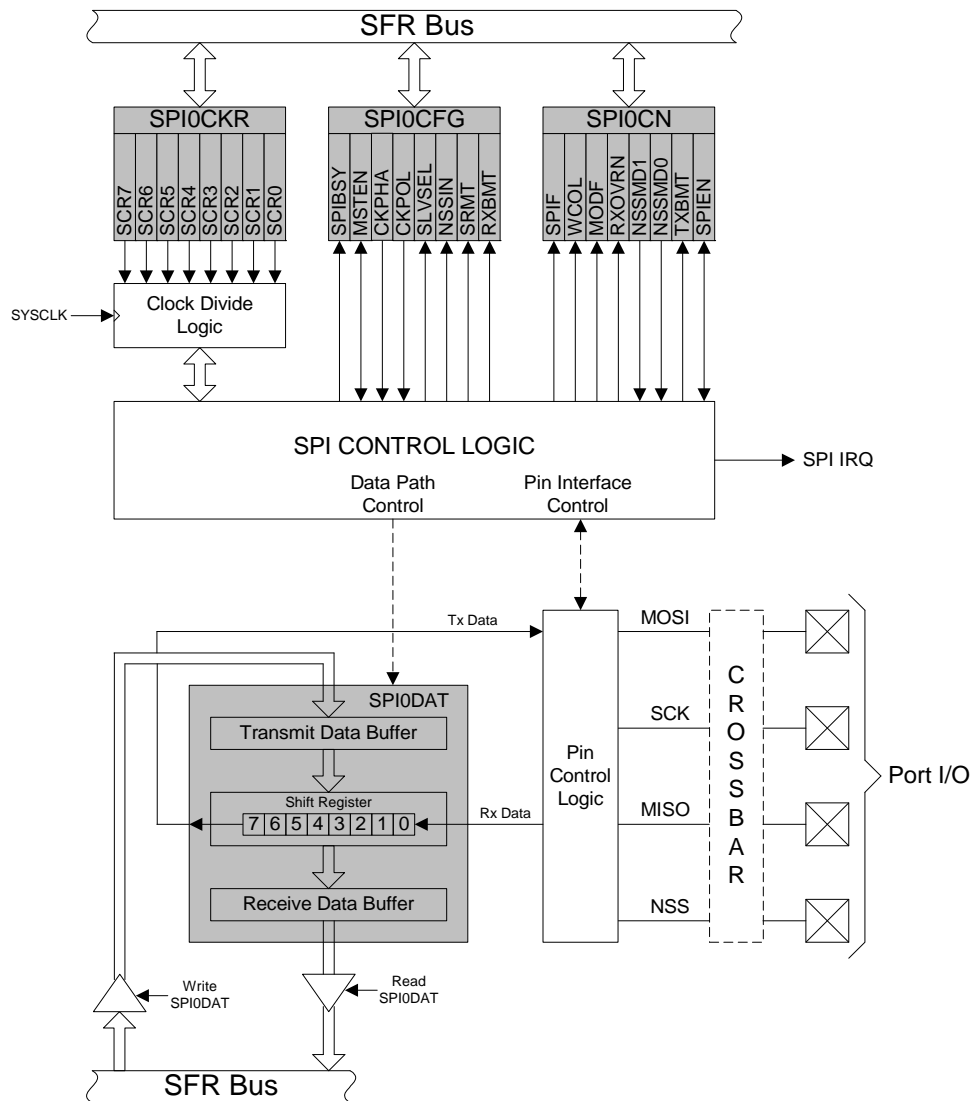 SFR Bus
SPI0CKR
SCR7
SCR6
SCR5
SCR4
SCR3
SCR2
SCR1
SCR0
SPI0CFG
SPIBSY
MSTEN
CKPHA
CKPOL
SLVSEL
NSSIN
SRMT
RXBMT
SPI0CN
SPIF
WCOL
MODF
RXOVRN
NSSMD1
NSSMD0
TXBMT
SPIEN
SYSCLK
Clock Divide
Logic
SPI CONTROL LOGIC
Data Path
Control
Pin Interface
Control
SPI IRQ
Tx Data
SPI0DAT
Transmit Data Buffer
Shift Register
7 6 5 4 3 2 1 0
Rx Data
Receive Data Buffer
Pin
Control
Logic
MOSI
SCK
MISO
NSS
CROSSBAR
Port I/O
Write
SPI0DAT
Read
SPI0DAT
SFR Bus